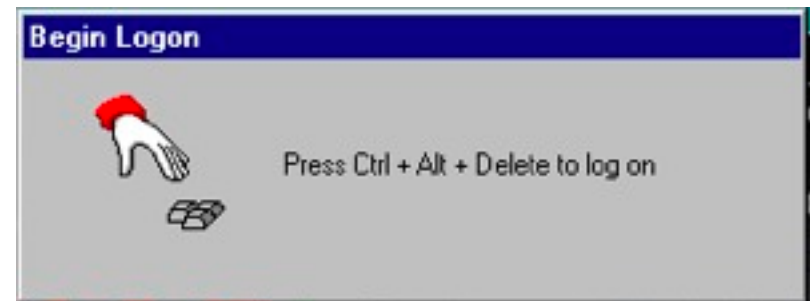 Begin Logon
Press Ctrl + Alt + Delete to log on